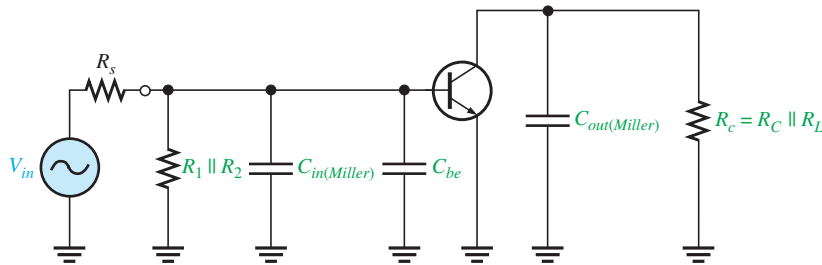 R_s
V_in
R_1 || R_2
C_in(Miller)
C_be
C_out(Miller)
R_c = R_C || R_L